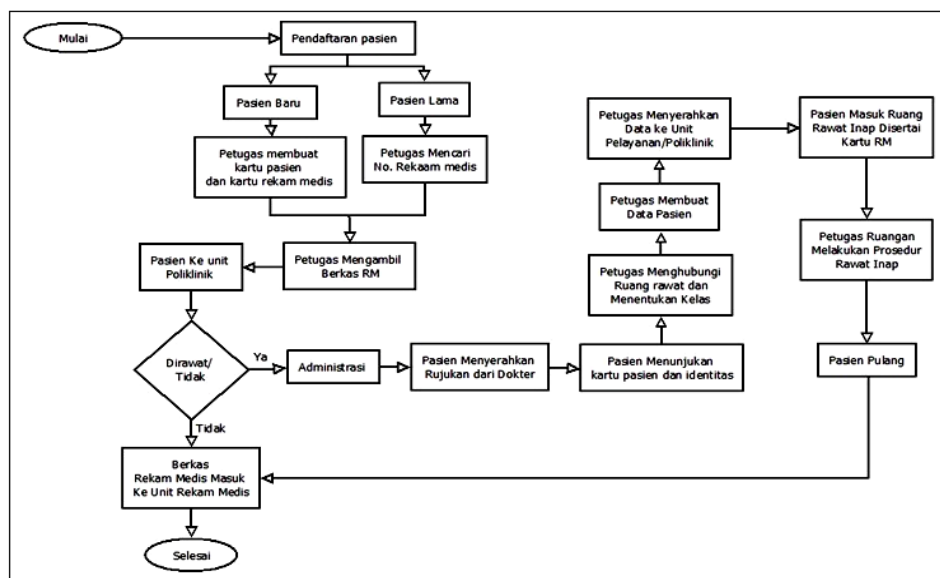 Mulai
Pendaftaran pasien
Pasien Baru
Pasien Lama
Petugas membuat
kartu pasien
dan kartu rekam medis
Petugas Mencari
No. Rekaam medis
Petugas Mengambil
Berkas RM
Pasien Ke unit
Poliklinik
Dirawat/
Tidak
Ya
Tidak
Administrasi
Pasien Menyerahkan
Rujukan dari Dokter
Pasien Menunjukan
kartu pasien dan identitas
Petugas Menghubungi
Ruang rawat dan
Menentukan Kelas
Petugas Membuat
Data Pasien
Petugas Menyerahkan
Data ke Unit
Pelayanan/Poliklinik
Pasien Masuk Ruang
Rawat Inap Disertai
Kartu RM
Petugas Ruangan
Melakukan Prosedur
Rawat Inap
Pasien Pulang
Berkas
Rekam Medis Masuk
Ke Unit Rekam Medis
Selesai